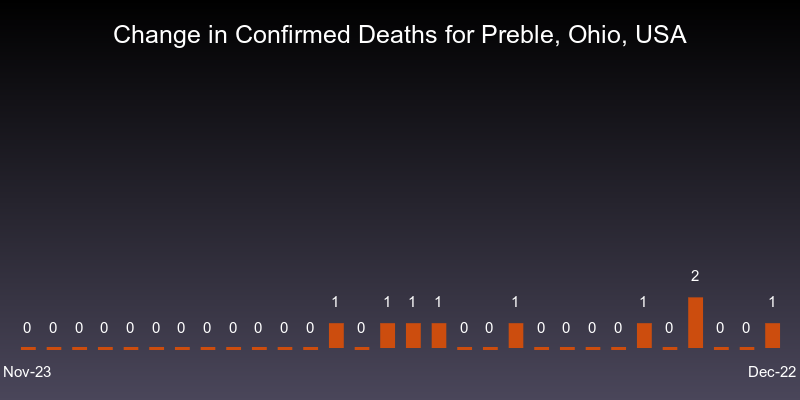 Change in Confirmed Deaths for Preble, Ohio, USA
2
1 1 1 1 1 1 1
0 0 0 0 0 0 0 0 0 0 0 0 0 0 0 0 0 0 0 0 0 0
Nov-23 Dec-22